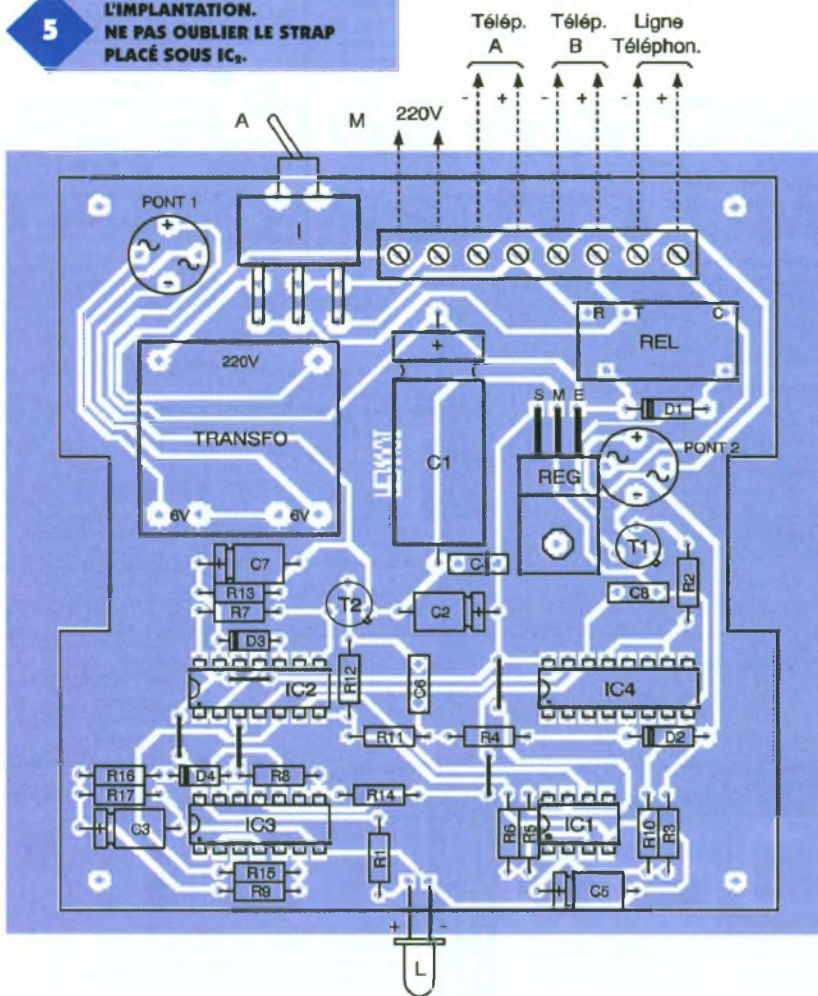 5
L'IMPLANTATION.
NE PAS OUBLIER LE STRAP
PLACÉ SOUS IC₂.
Télép. A
Télép. B
Ligne Téléphon.
A M 220V - + - + - +
PONT 1
I
+
-
R T C
REL
220V
TRANSFO
6V 6V
+
C1
S M E
D1
REG
+
-
PONT 2
T1
C7
R13
R7
T2
C2
C8
R2
D3
IC2
R12
C6
IC4
R11
R4
D2
R16
D4
R8
R17
R14
C3
IC3
R1
R6
R5
IC1
R10
R3
R15
R9
C5
+ -
L